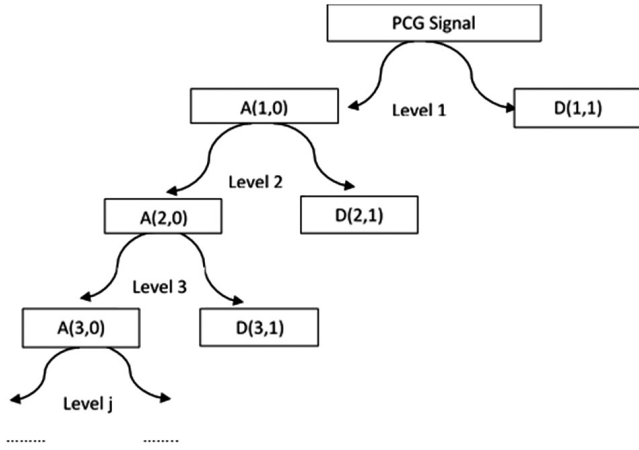 PCG Signal
A(1,0)
Level 1
D(1,1)
Level 2
A(2,0)
D(2,1)
Level 3
A(3,0)
D(3,1)
Level j
......... ........